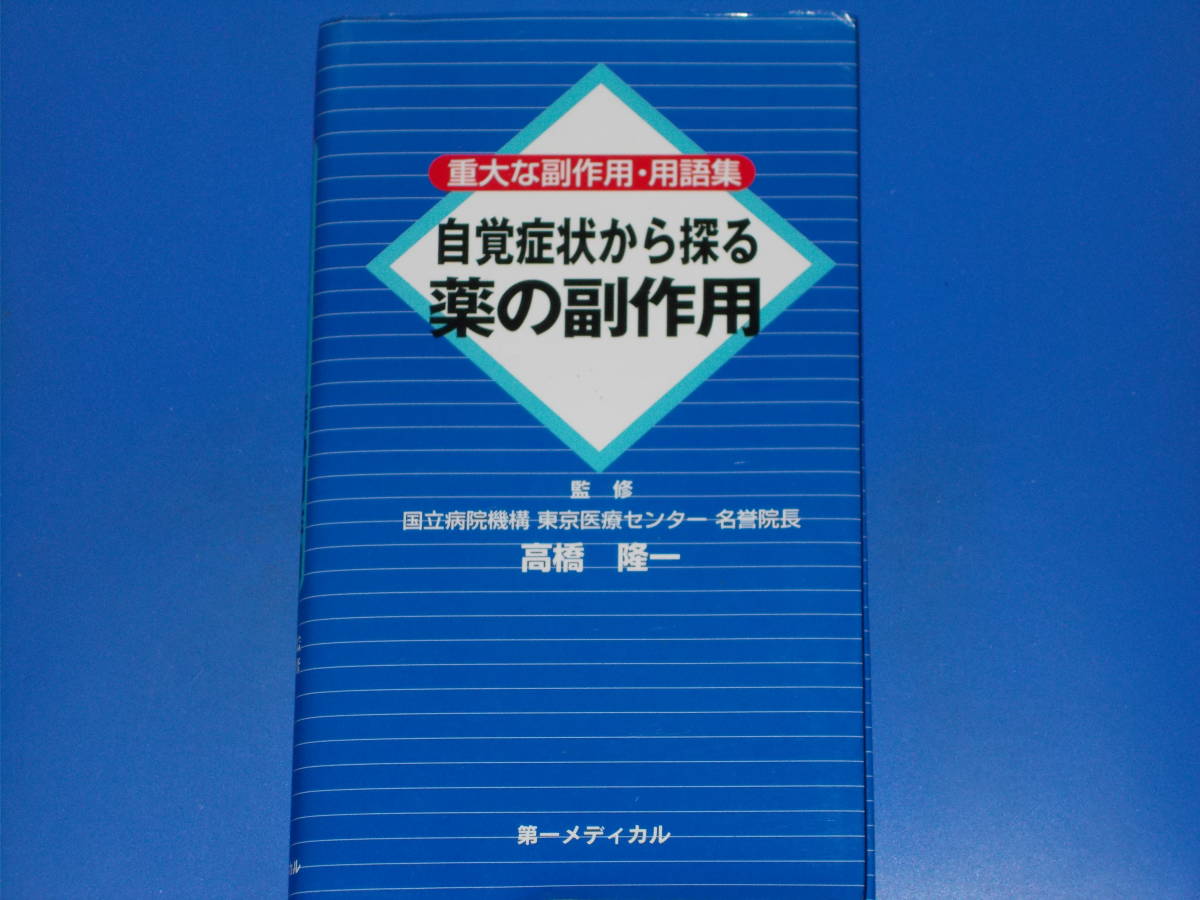 重大な副作用・用語集
自覚症状から探る
薬の副作用
監修
国立病院機構 東京医療センター 名誉院長
高橋 隆一
第一メディカル
カル